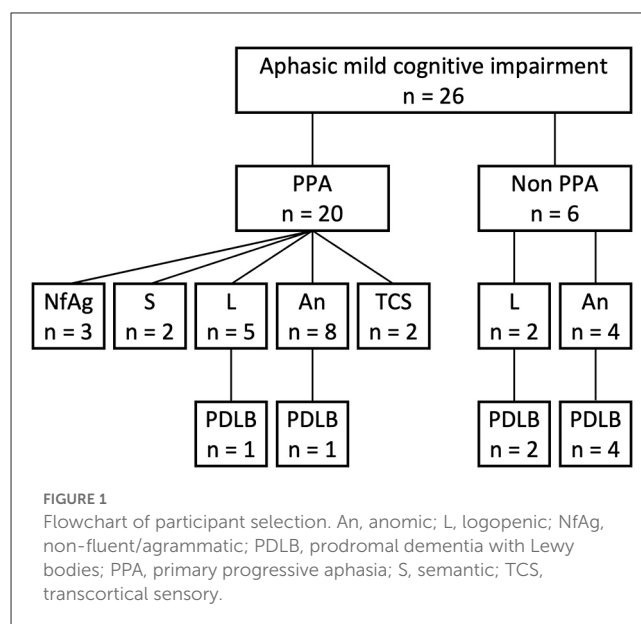 Aphasic mild cognitive impairment
n = 26
PPA
n = 20
Non PPA
n = 6
NfAg
n = 3
S
n = 2
L
n = 5
An
n = 8
TCS
n = 2
L
n = 2
An
n = 4
PDLB
n = 1
PDLB
n = 1
PDLB
n = 2
PDLB
n = 4
FIGURE 1
Flowchart of participant selection. An, anomic; L, logopenic; NfAg,
non-fluent/agrammatic; PDLB, prodromal dementia with Lewy
bodies; PPA, primary progressive aphasia; S, semantic; TCS,
transcortical sensory.